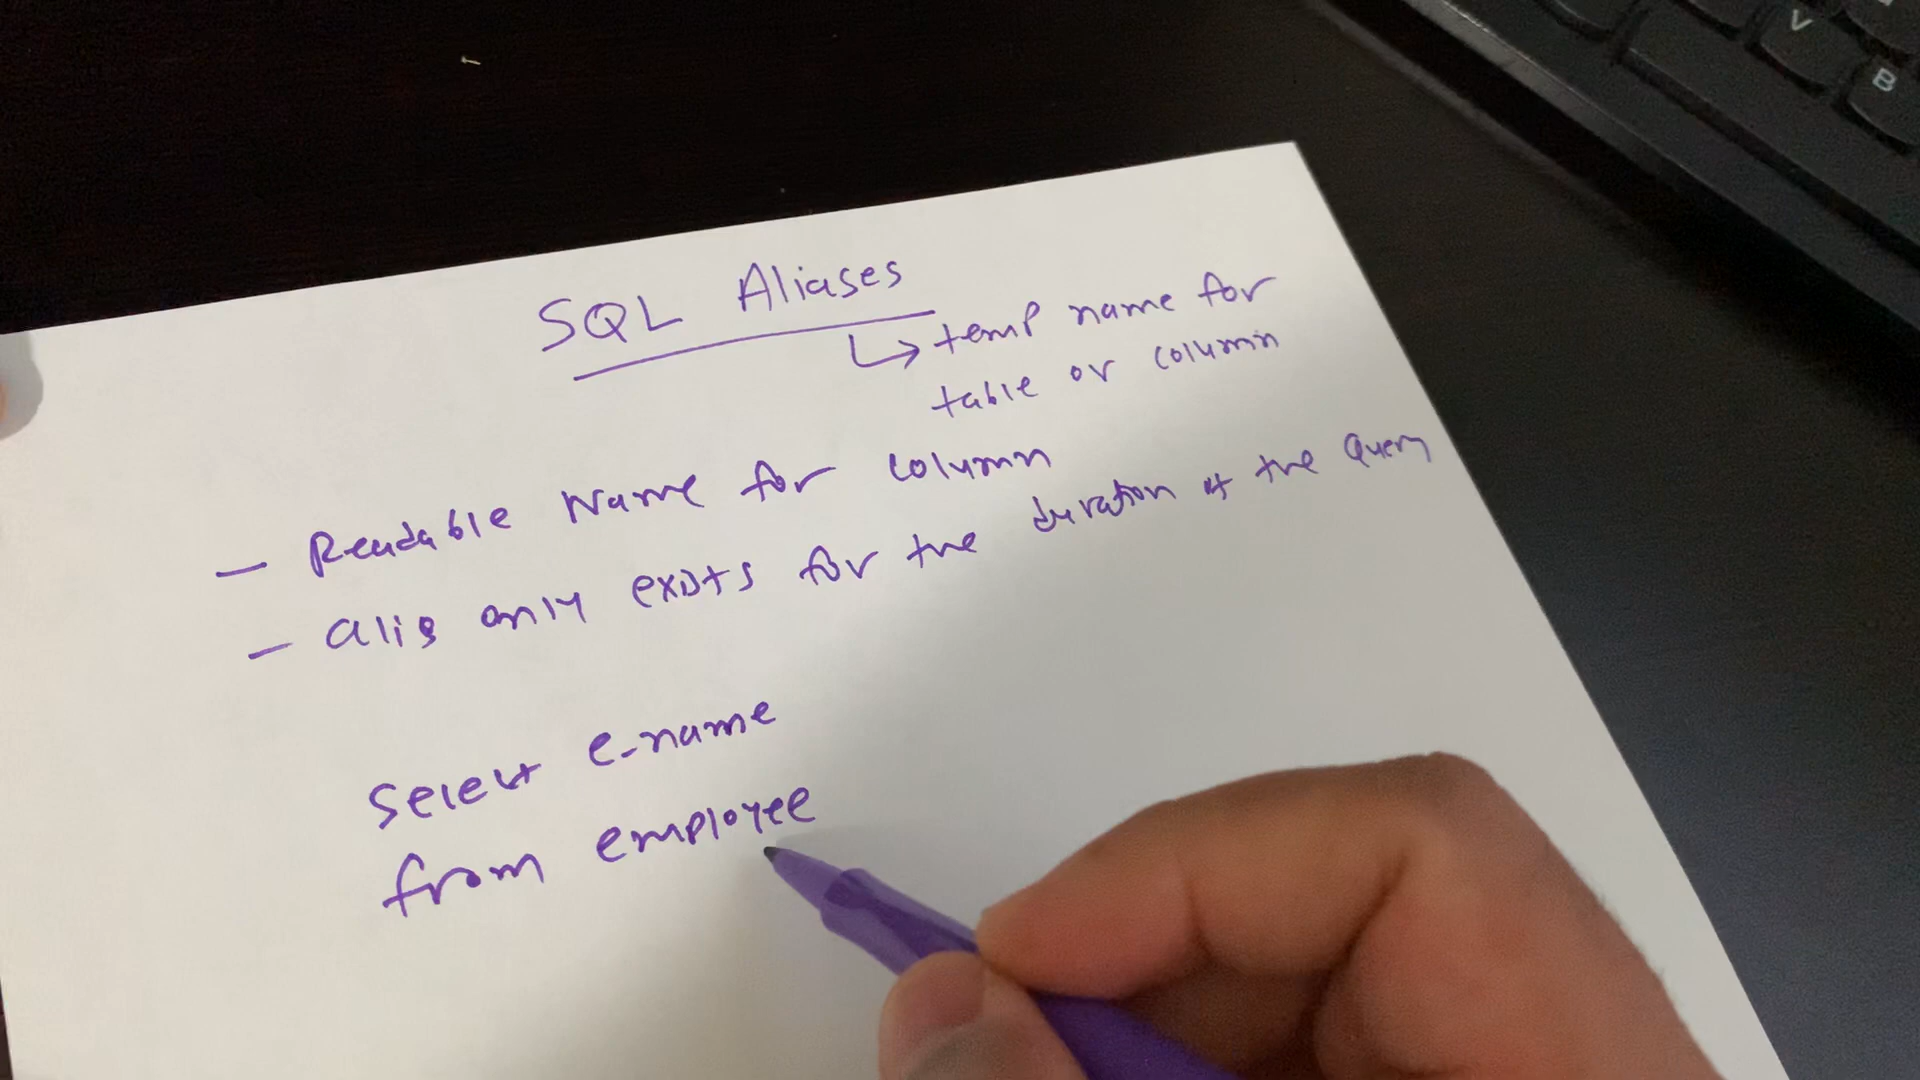 SQL Aliases
↳ temp name for
table or column
- Readable Name for column
- alis only exists for the duration of the Query
Select e-name
from employee
V
B